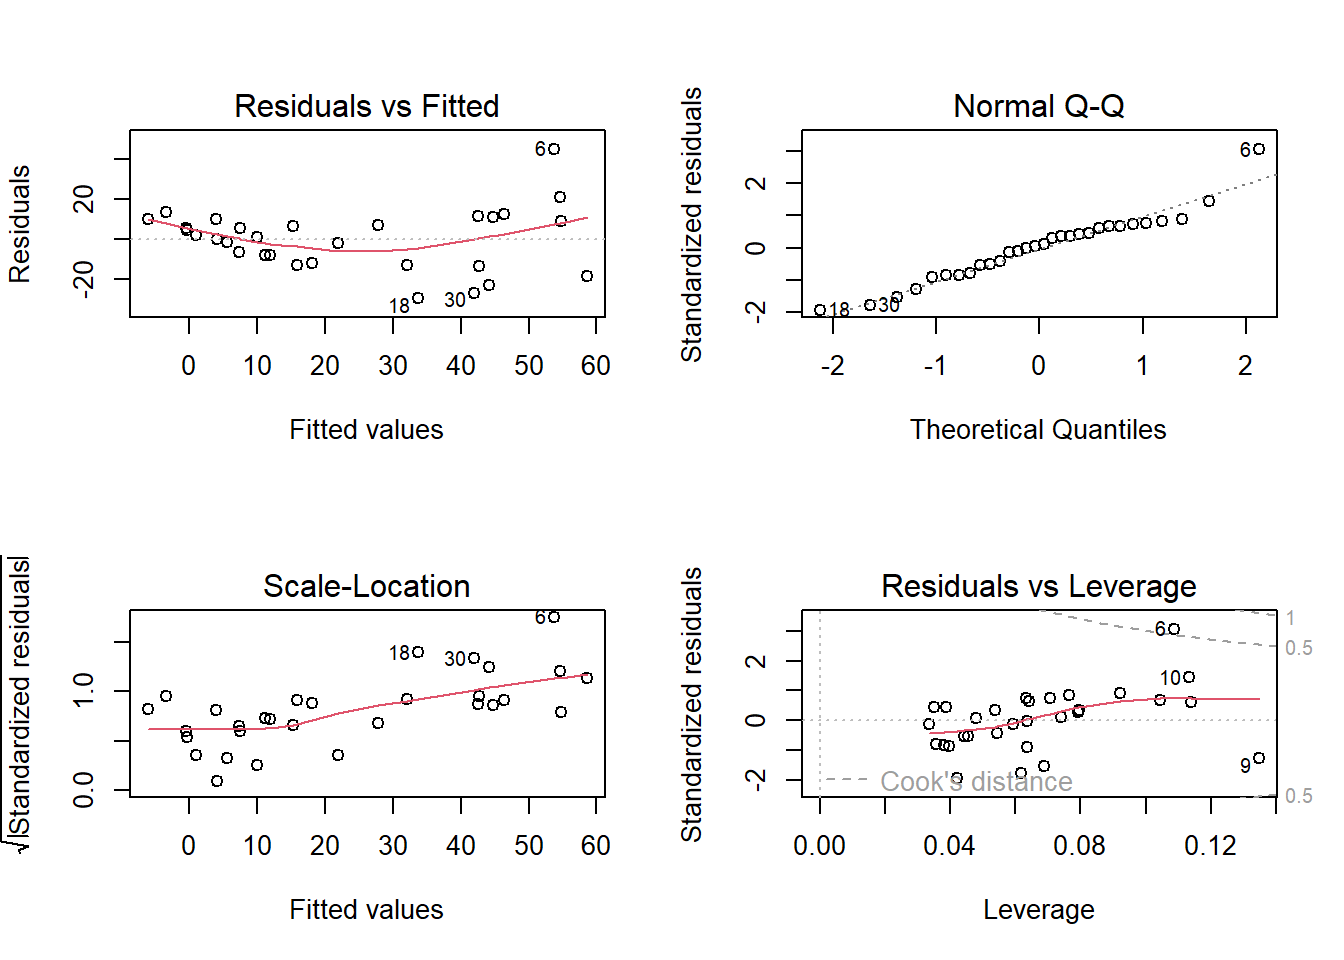 Residuals vs Fitted
Residuals
20
-20
6
18
30
0 10 20 30 40 50 60
Fitted values
Normal Q-Q
Standardized residuals
2
0
-2
6
18
30
-2 -1 0 1 2
Theoretical Quantiles
Scale-Location
√|Standardized residuals|
1.0
0.0
6
18
30
0 10 20 30 40 50 60
Fitted values
Residuals vs Leverage
Standardized residuals
2
0
-2
6
10
9
1
0.5
0.5
Cook's distance
0.00 0.04 0.08 0.12
Leverage